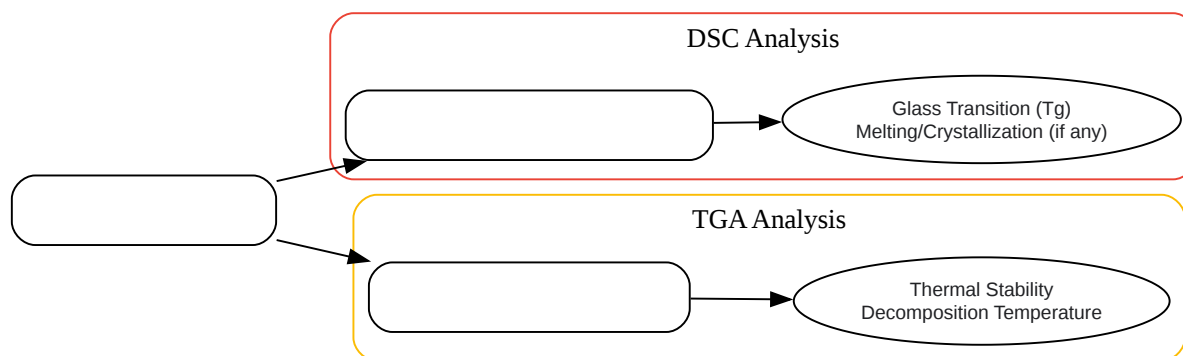 DSC Analysis
Glass Transition (Tg)
Melting/Crystallization (if any)
TGA Analysis
Thermal Stability
Decomposition Temperature